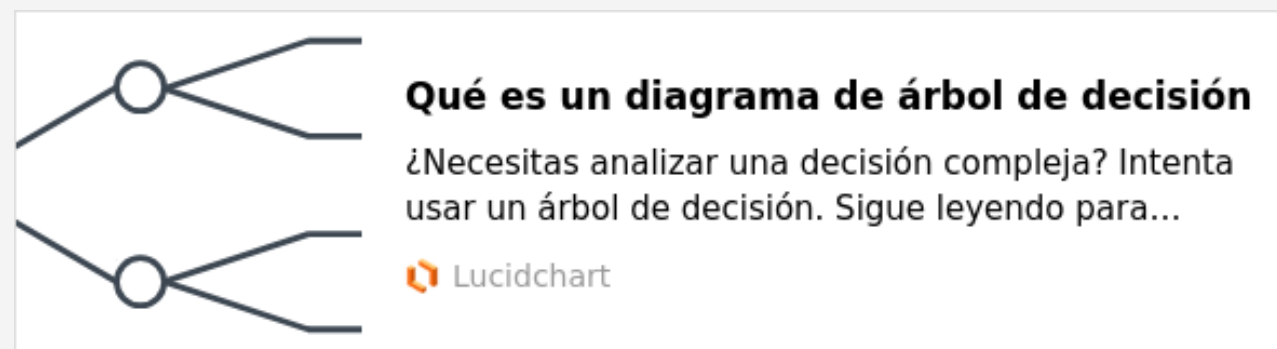 Qué es un diagrama de árbol de decisión
¿Necesitas analizar una decisión compleja? Intenta
usar un árbol de decisión. Sigue leyendo para...
Lucidchart